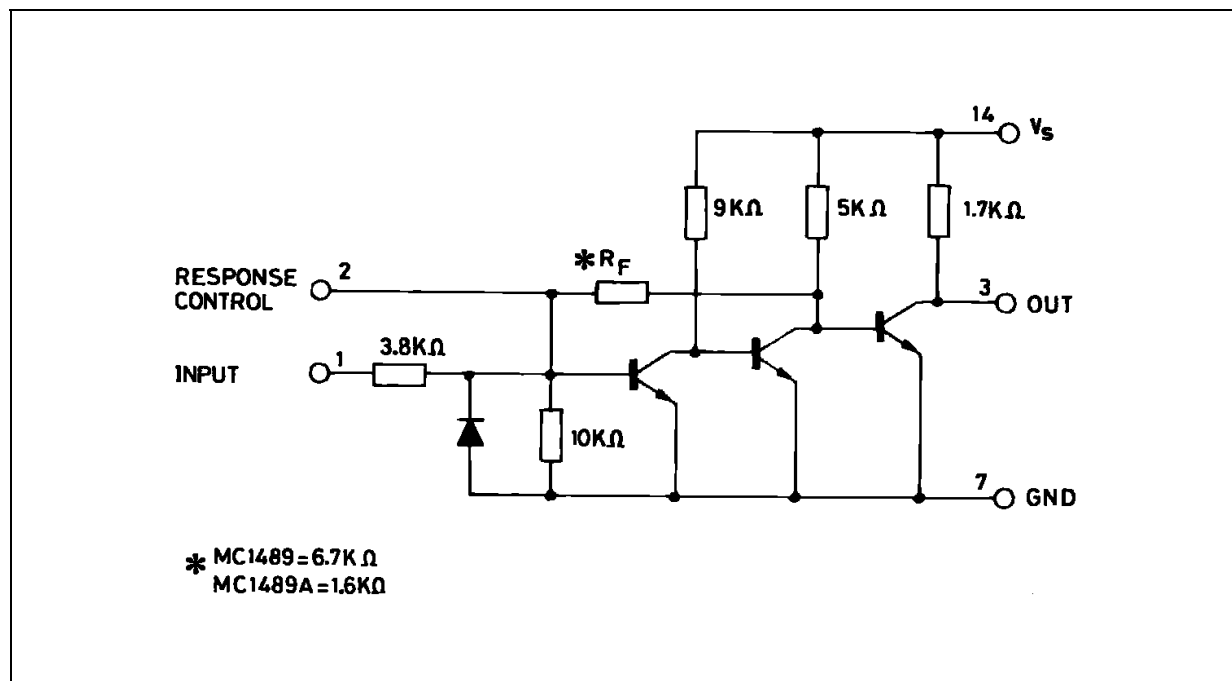 14 Vs
9KΩ 5KΩ 1.7KΩ
*RF
RESPONSE CONTROL 2
3 OUT
3.8KΩ
INPUT 1
10KΩ
7 GND
* MC1489=6.7KΩ
MC1489A=1.6KΩ